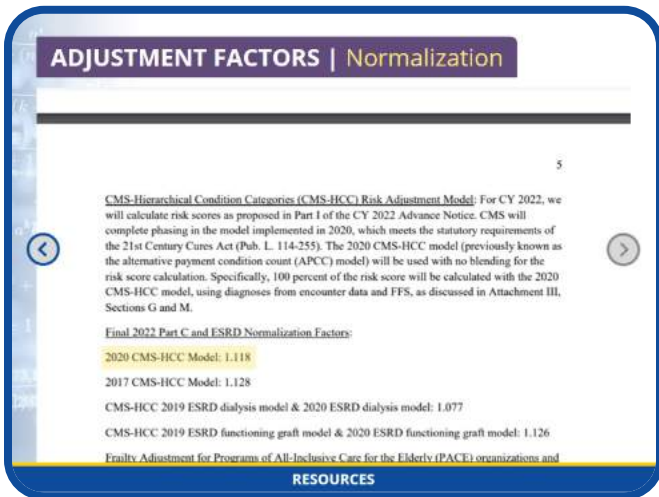 ADJUSTMENT FACTORS | Normalization
5
CMS-Hierarchical Condition Categories (CMS-HCC) Risk Adjustment Model: For CY 2022, we
will calculate risk scores as proposed in Part I of the CY 2022 Advance Notice. CMS will
complete phasing in the model implemented in 2020, which meets the statutory requirements of
the 21st Century Cures Act (Pub. L. 114-255). The 2020 CMS-HCC model (previously known as
the alternative payment condition count (APCC) model) will be used with no blending for the
risk score calculation. Specifically, 100 percent of the risk score will be calculated with the 2020
CMS-HCC model, using diagnoses from encounter data and FFS, as discussed in Attachment III,
Sections G and M.
Final 2022 Part C and ESRD Normalization Factors:
2020 CMS-HCC Model: 1.118
2017 CMS-HCC Model: 1.128
CMS-HCC 2019 ESRD dialysis model & 2020 ESRD dialysis model: 1.077
CMS-HCC 2019 ESRD functioning graft model & 2020 ESRD functioning graft model: 1.126
Frailty Adjustment for Programs of All-Inclusive Care for the Elderly (PACE) organizations and
RESOURCES